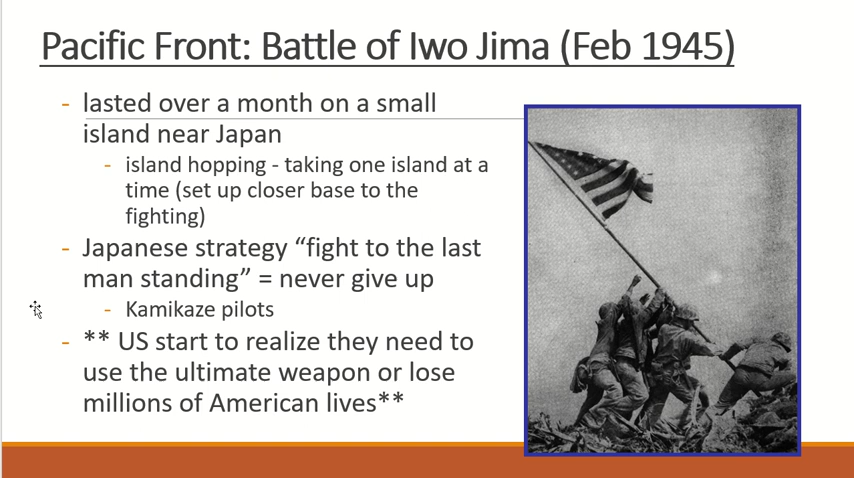 Pacific Front: Battle of Iwo Jima (Feb 1945)
- lasted over a month on a small
island near Japan
- island hopping - taking one island at a
time (set up closer base to the
fighting)
- Japanese strategy “fight to the last
man standing” = never give up
- Kamikaze pilots
- ** US start to realize they need to
use the ultimate weapon or lose
millions of American lives**